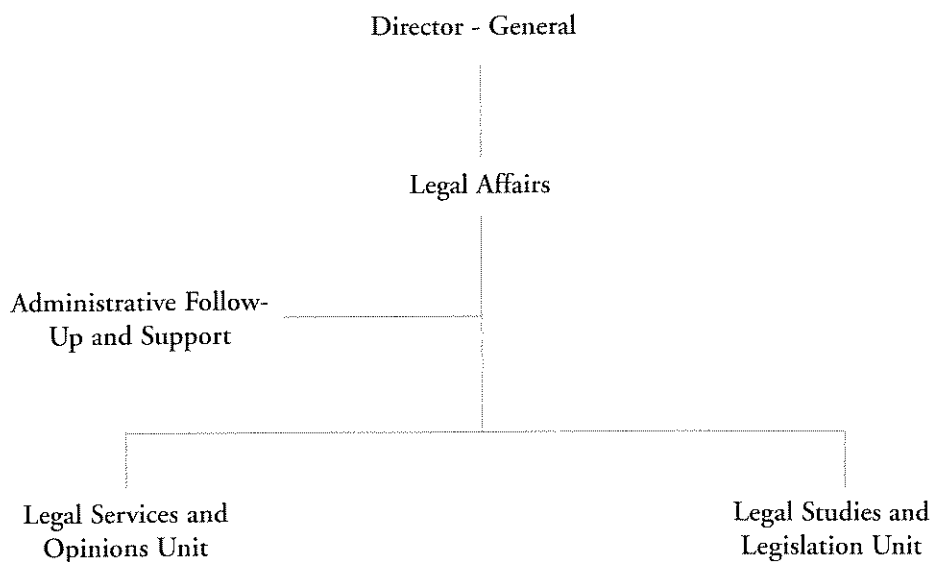 Director - General
Legal Affairs
Administrative Follow-
Up and Support
Legal Services and
Opinions Unit
Legal Studies and
Legislation Unit